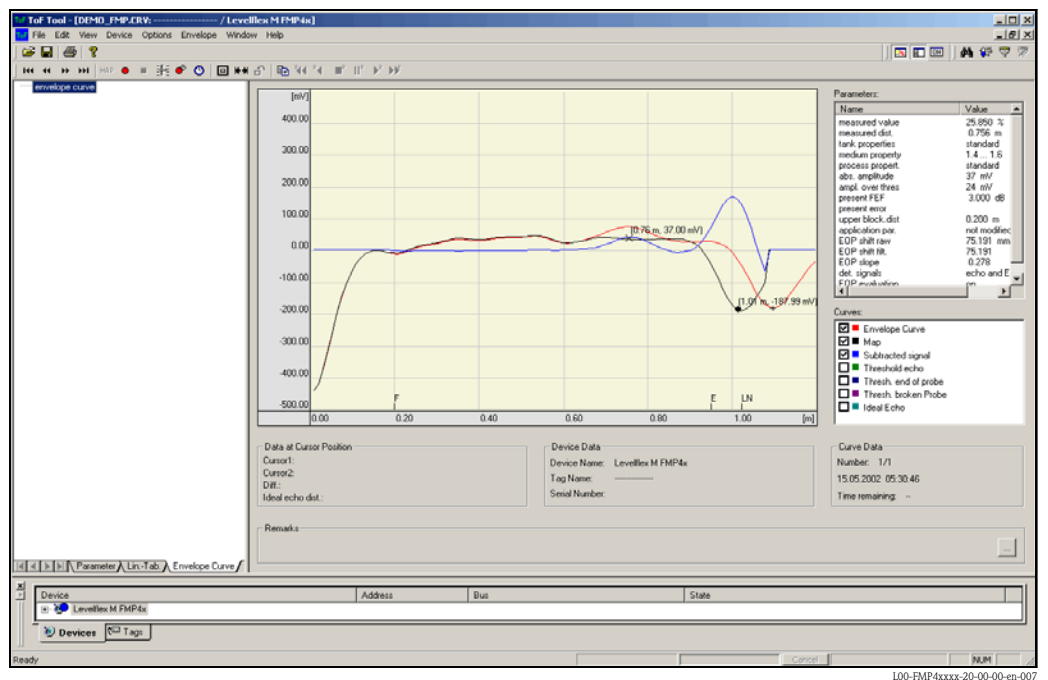 ToF Tool - [DEMO_FMP.CRV: ---------------- / Levelflex M FMP4x]
File Edit View Device Options Envelope Window Help
MAP
envelope curve
[mV]
400.00
300.00
200.00
100.00
0.00
-100.00
-200.00
-300.00
-400.00
-500.00
[0.76 m, 37.00 mV)
[1.01 m, -187.99 mV)
F E LN
0.00 0.20 0.40 0.60 0.80 1.00 [m]
Parameters:
Name Value
measured value 25.850 %
measured dist. 0.756 m
tank properties standard
medium property 1.4 ... 1.6
process propert. standard
abs. amplitude 37 mV
ampl. over thres 24 mV
present FEF 3.000 dB
present error
upper block.dist 0.200 m
application par. not modified
EOP shift raw 75.191 mm
EOP shift filt. 75.191
EOP slope 0.278
det. signals echo and E
EOP evaluation on
Curves:
Envelope Curve
Map
Subtracted signal
Threshold echo
Thresh. end of probe
Thresh. broken Probe
Ideal Echo
Data at Cursor Position
Cursor1:
Cursor2:
Diff.:
Ideal echo dist.:
Device Data
Device Name: Levelflex M FMP4x
Tag Name: ----------------
Serial Number:
Curve Data
Number: 1/1
15.05.2002 05:30:46
Time remaining: --
Remarks
...
Parameter Lin.-Tab. Envelope Curve
Device Address Bus State
Levelflex M FMP4x
Devices Tags
Ready Cancel NUM
L00-FMP4xxxx-20-00-00-en-007